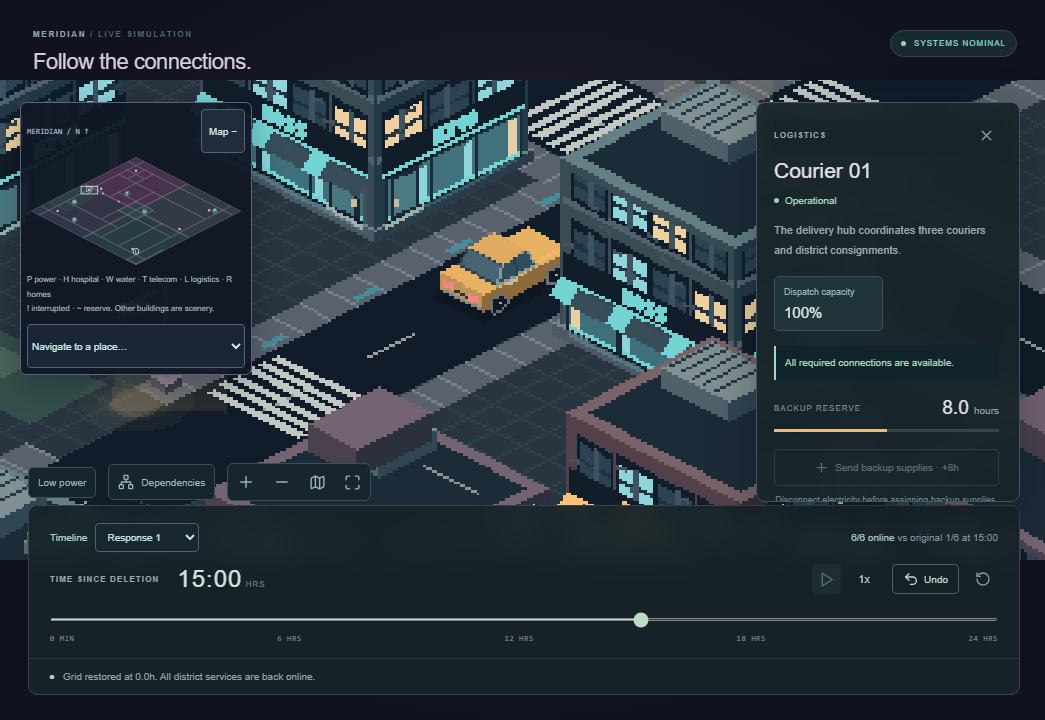 MERIDIAN / LIVE SIMULATION
Follow the connections.
SYSTEMS NOMINAL
MERIDIAN / N ↑
Map −
P power · H hospital · W water · T telecom · L logistics · R
homes
! interrupted · ~ reserve. Other buildings are scenery.
Navigate to a place...
LOGISTICS
Courier 01
Operational
The delivery hub coordinates three couriers
and district consignments.
Dispatch capacity
100%
All required connections are available.
BACKUP RESERVE 8.0 hours
Send backup supplies · +8h
Disconnect electricity before assigning backup supplies
Low power
Dependencies
Timeline Response 1
6/6 online vs original 1/6 at 15:00
TIME SINCE DELETION 15:00 HRS
1x
Undo
0 MIN 6 HRS 12 HRS 18 HRS 24 HRS
Grid restored at 0.0h. All district services are back online.